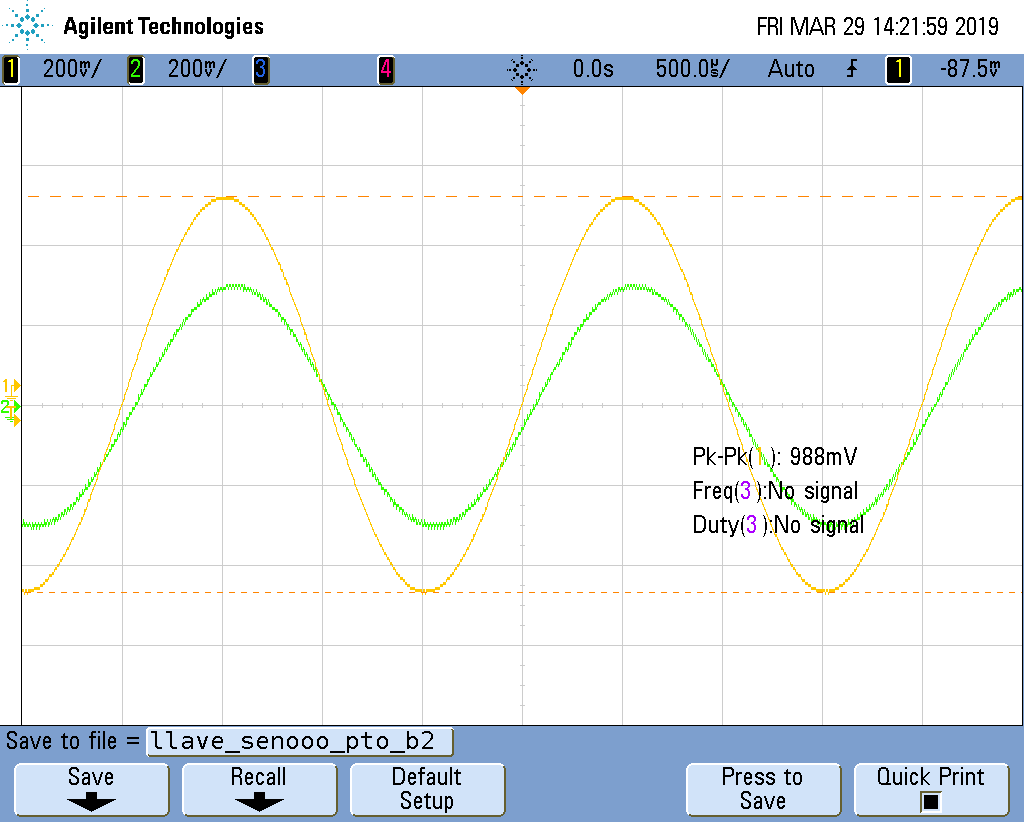 Agilent Technologies
FRI MAR 29 14:21:59 2019
1 200mV/ 2 200mV/ 3 4 0.0s 500.0µs/ Auto 1 -87.5mV
1
2
Pk-Pk(1): 988mV
Freq(3):No signal
Duty(3):No signal
Save to file = llave_senooo_pto_b2
Save
Recall
Default
Setup
Press to
Save
Quick Print